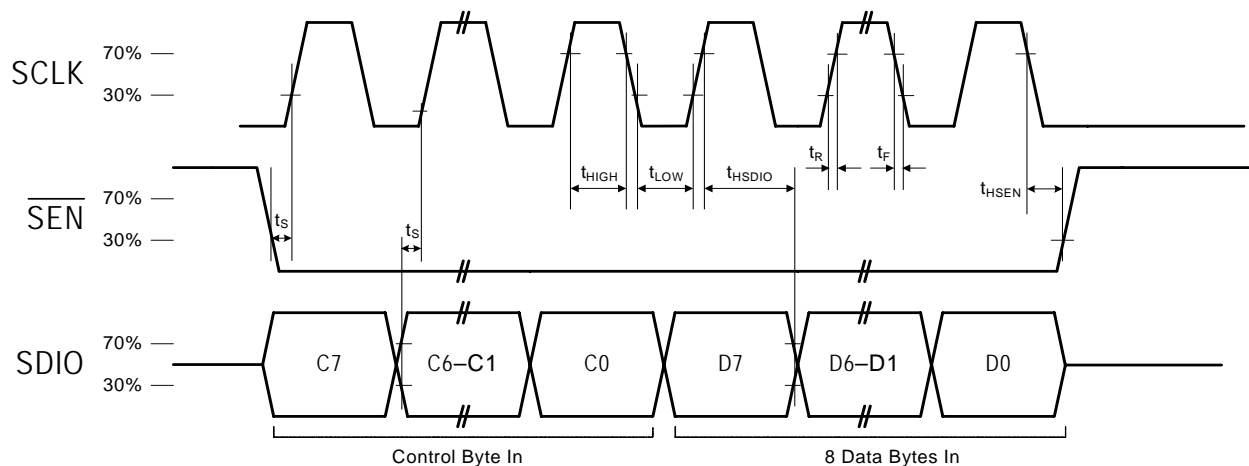 SCLK
70%
30%
tHIGH
tLOW
tHSDIO
tR
tF
tHSEN
SEN
70%
30%
tS
tS
SDIO
70%
30%
C7
C6–C1
C0
D7
D6–D1
D0
Control Byte In
8 Data Bytes In